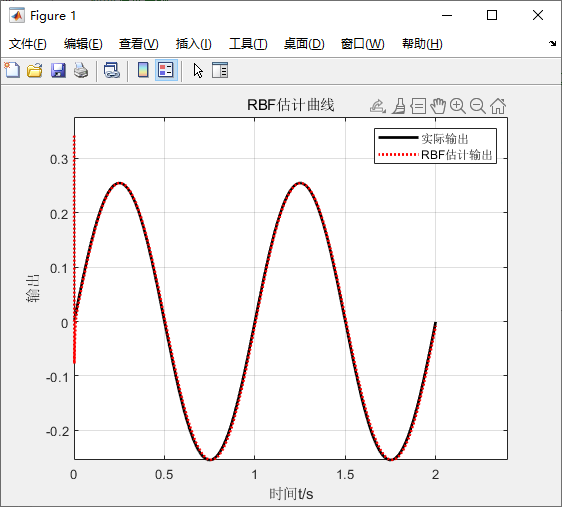 Figure 1
文件(F) 编辑(E) 查看(V) 插入(I) 工具(T) 桌面(D) 窗口(W) 帮助(H)
RBF估计曲线
实际输出
RBF估计输出
0.3
0.2
0.1
0
-0.1
-0.2
输出
0 0.5 1 1.5 2
时间t/s